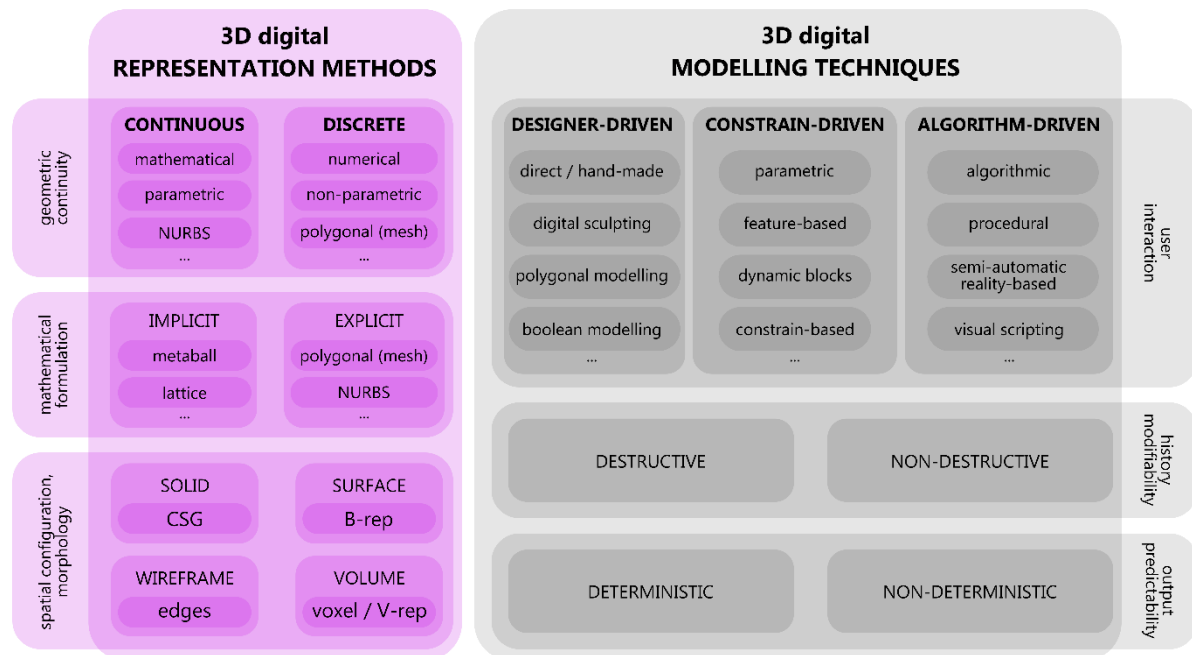 3D digital
REPRESENTATION METHODS
geometric
continuity
CONTINUOUS
mathematical
parametric
NURBS
...
DISCRETE
numerical
non-parametric
polygonal (mesh)
...
mathematical
formulation
IMPLICIT
metaball
lattice
...
EXPLICIT
polygonal (mesh)
NURBS
...
spatial configuration,
morphology
SOLID
CSG
SURFACE
B-rep
WIREFRAME
edges
VOLUME
voxel / V-rep
3D digital
MODELLING TECHNIQUES
DESIGNER-DRIVEN
direct / hand-made
digital sculpting
polygonal modelling
boolean modelling
...
CONSTRAIN-DRIVEN
parametric
feature-based
dynamic blocks
constrain-based
...
ALGORITHM-DRIVEN
algorithmic
procedural
semi-automatic
reality-based
visual scripting
...
user
interaction
DESTRUCTIVE
NON-DESTRUCTIVE
history
modifiability
DETERMINISTIC
NON-DETERMINISTIC
output
predictability